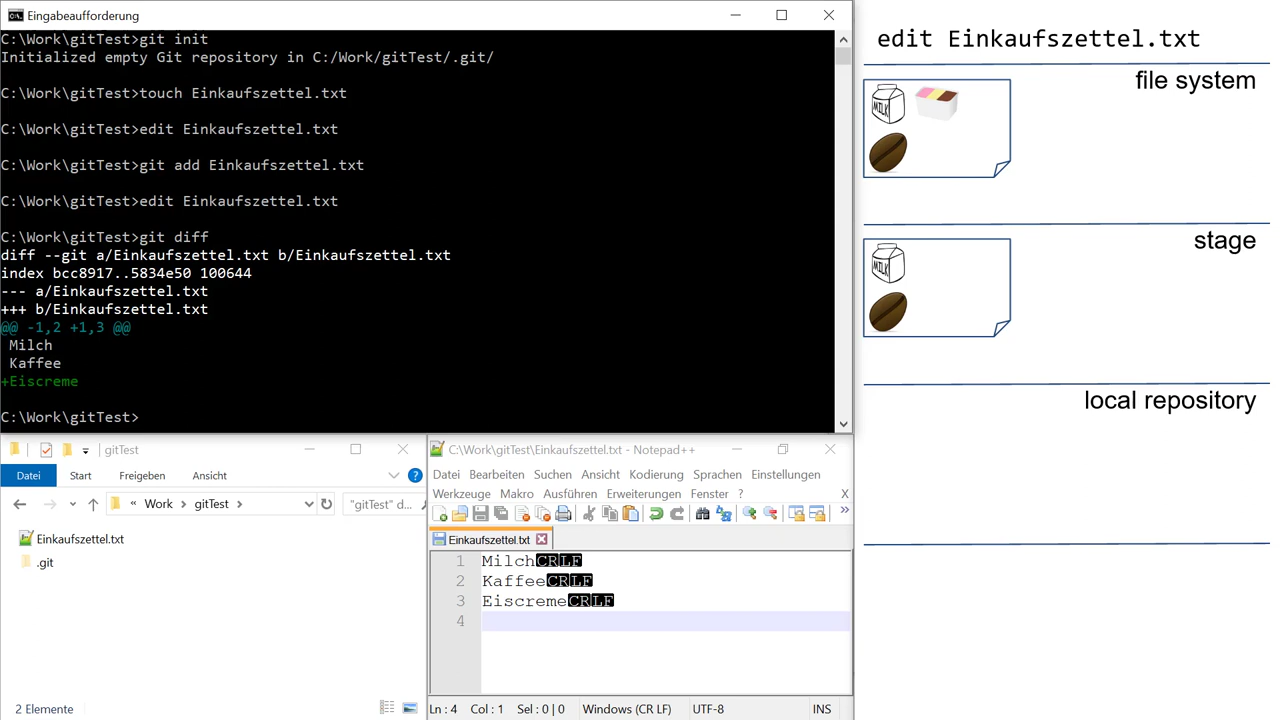 Eingabeaufforderung
C:\Work\gitTest>git init
Initialized empty Git repository in C:/Work/gitTest/.git/
C:\Work\gitTest>touch Einkaufszettel.txt
C:\Work\gitTest>edit Einkaufszettel.txt
C:\Work\gitTest>git add Einkaufszettel.txt
C:\Work\gitTest>edit Einkaufszettel.txt
C:\Work\gitTest>git diff
diff --git a/Einkaufszettel.txt b/Einkaufszettel.txt
index bcc8917..5834e50 100644
--- a/Einkaufszettel.txt
+++ b/Einkaufszettel.txt
@@ -1,2 +1,3 @@
Milch
Kaffee
+Eiscreme
C:\Work\gitTest>
edit Einkaufszettel.txt
file system
MILK
stage
MILK
local repository
gitTest
Datei Start Freigeben Ansicht
« Work > gitTest >
"gitTest" d...
Einkaufszettel.txt
.git
2 Elemente
C:\Work\gitTest\Einkaufszettel.txt - Notepad++
Datei Bearbeiten Suchen Ansicht Kodierung Sprachen Einstellungen
Werkzeuge Makro Ausführen Erweiterungen Fenster ? X
Einkaufszettel.txt
1 MilchCRLF
2 KaffeeCRLF
3 EiscremeCRLF
4
Ln : 4 Col : 1 Sel : 0 | 0 Windows (CR LF) UTF-8 INS